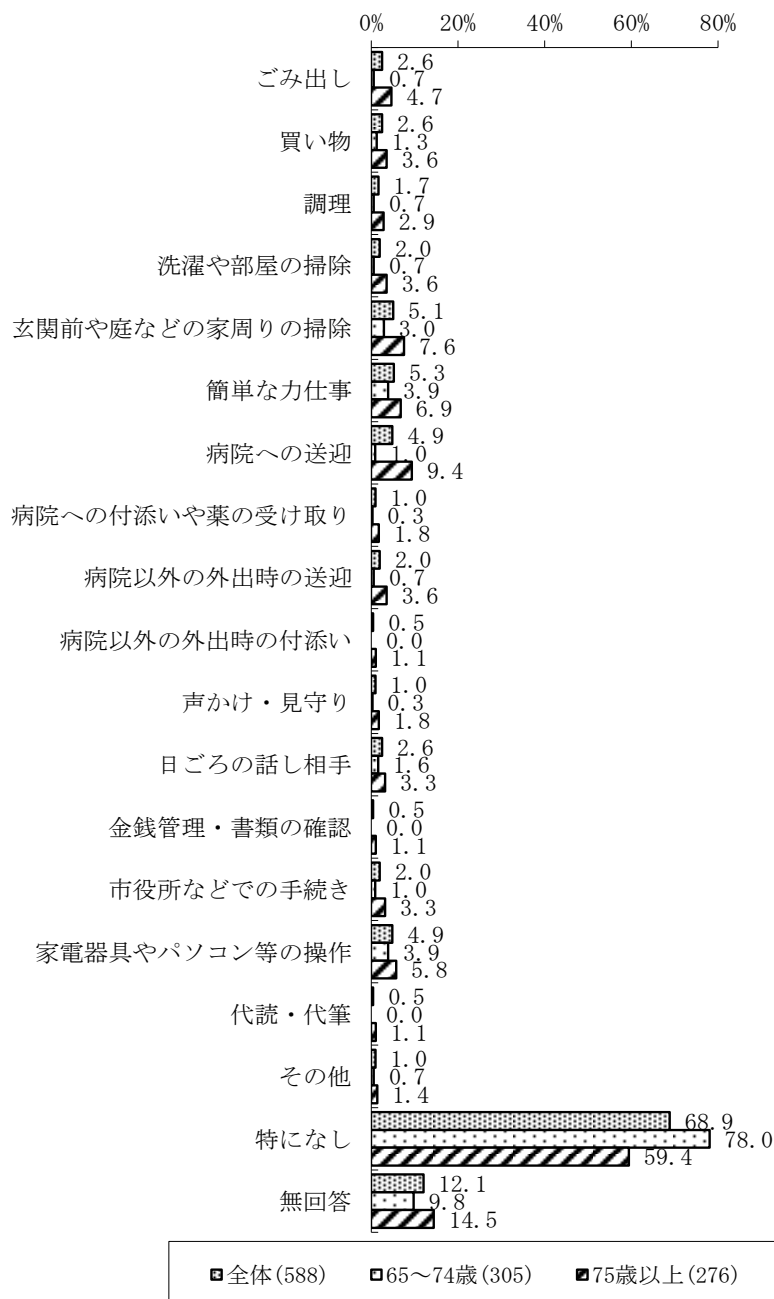 0% 20% 40% 60% 80%
ごみ出し 2.6
0.7
4.7
買い物 2.6
1.3
3.6
調理 1.7
0.7
2.9
洗濯や部屋の掃除 2.0
0.7
3.6
玄関前や庭などの家周りの掃除 5.1
3.0
7.6
簡単な力仕事 5.3
3.9
6.9
病院への送迎 4.9
1.0
9.4
病院への付添いや薬の受け取り 1.0
0.3
1.8
病院以外の外出時の送迎 2.0
0.7
3.6
病院以外の外出時の付添い 0.5
0.0
1.1
声かけ・見守り 1.0
0.3
1.8
日ごろの話し相手 2.6
1.6
3.3
金銭管理・書類の確認 0.5
0.0
1.1
市役所などでの手続き 2.0
1.0
3.3
家電器具やパソコン等の操作 4.9
3.9
5.8
代読・代筆 0.5
0.0
1.1
その他 1.0
0.7
1.4
特になし 68.9
78.0
59.4
無回答 12.1
9.8
14.5
全体(588) 65～74歳(305) 75歳以上(276)